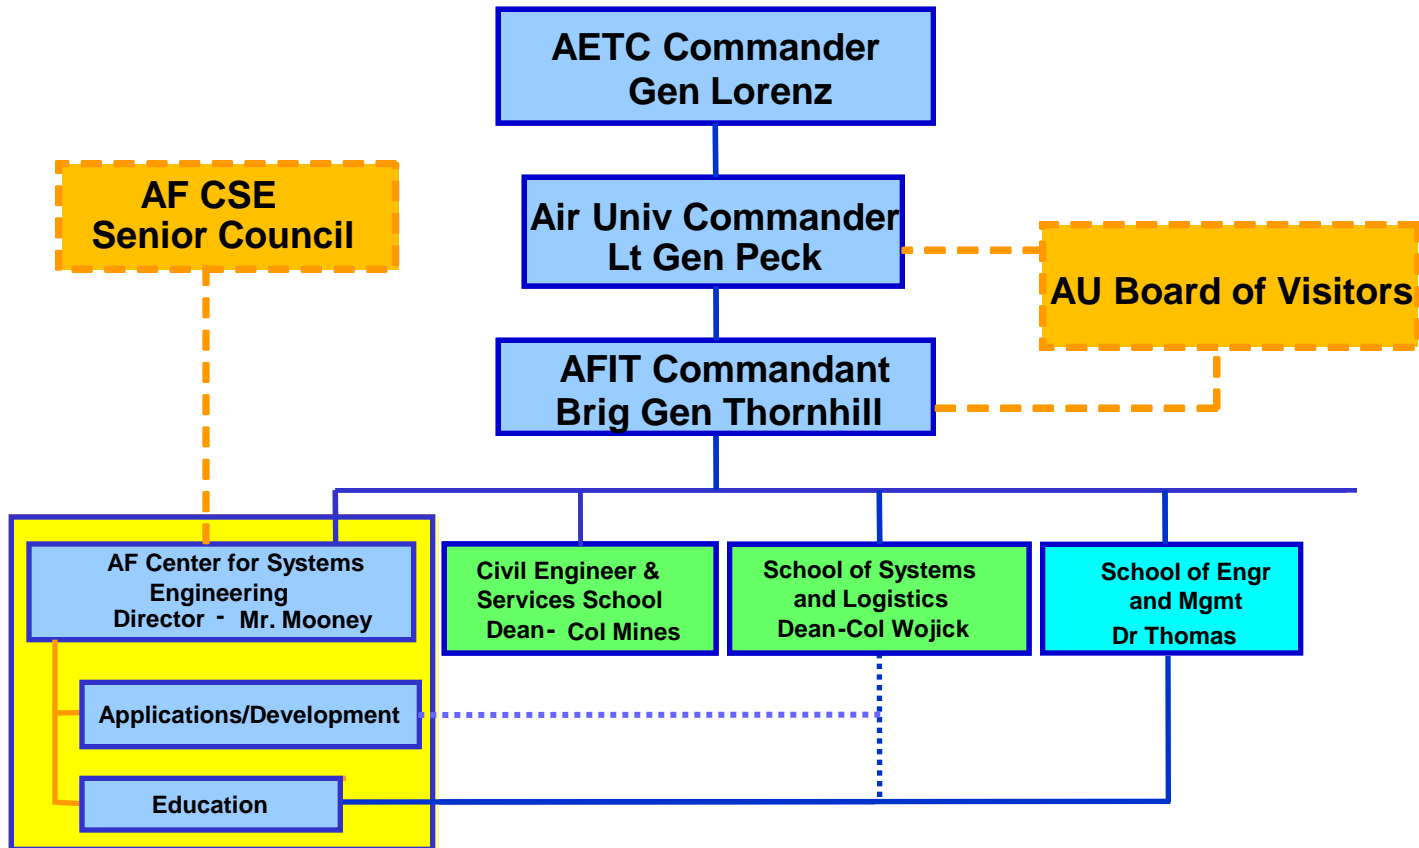 AETC Commander
Gen Lorenz
AF CSE
Senior Council
Air Univ Commander
Lt Gen Peck
AU Board of Visitors
AFIT Commandant
Brig Gen Thornhill
AF Center for Systems
Engineering
Director - Mr. Mooney
Civil Engineer &
Services School
Dean- Col Mines
School of Systems
and Logistics
Dean-Col Wojick
School of Engr
and Mgmt
Dr Thomas
Applications/Development
Education